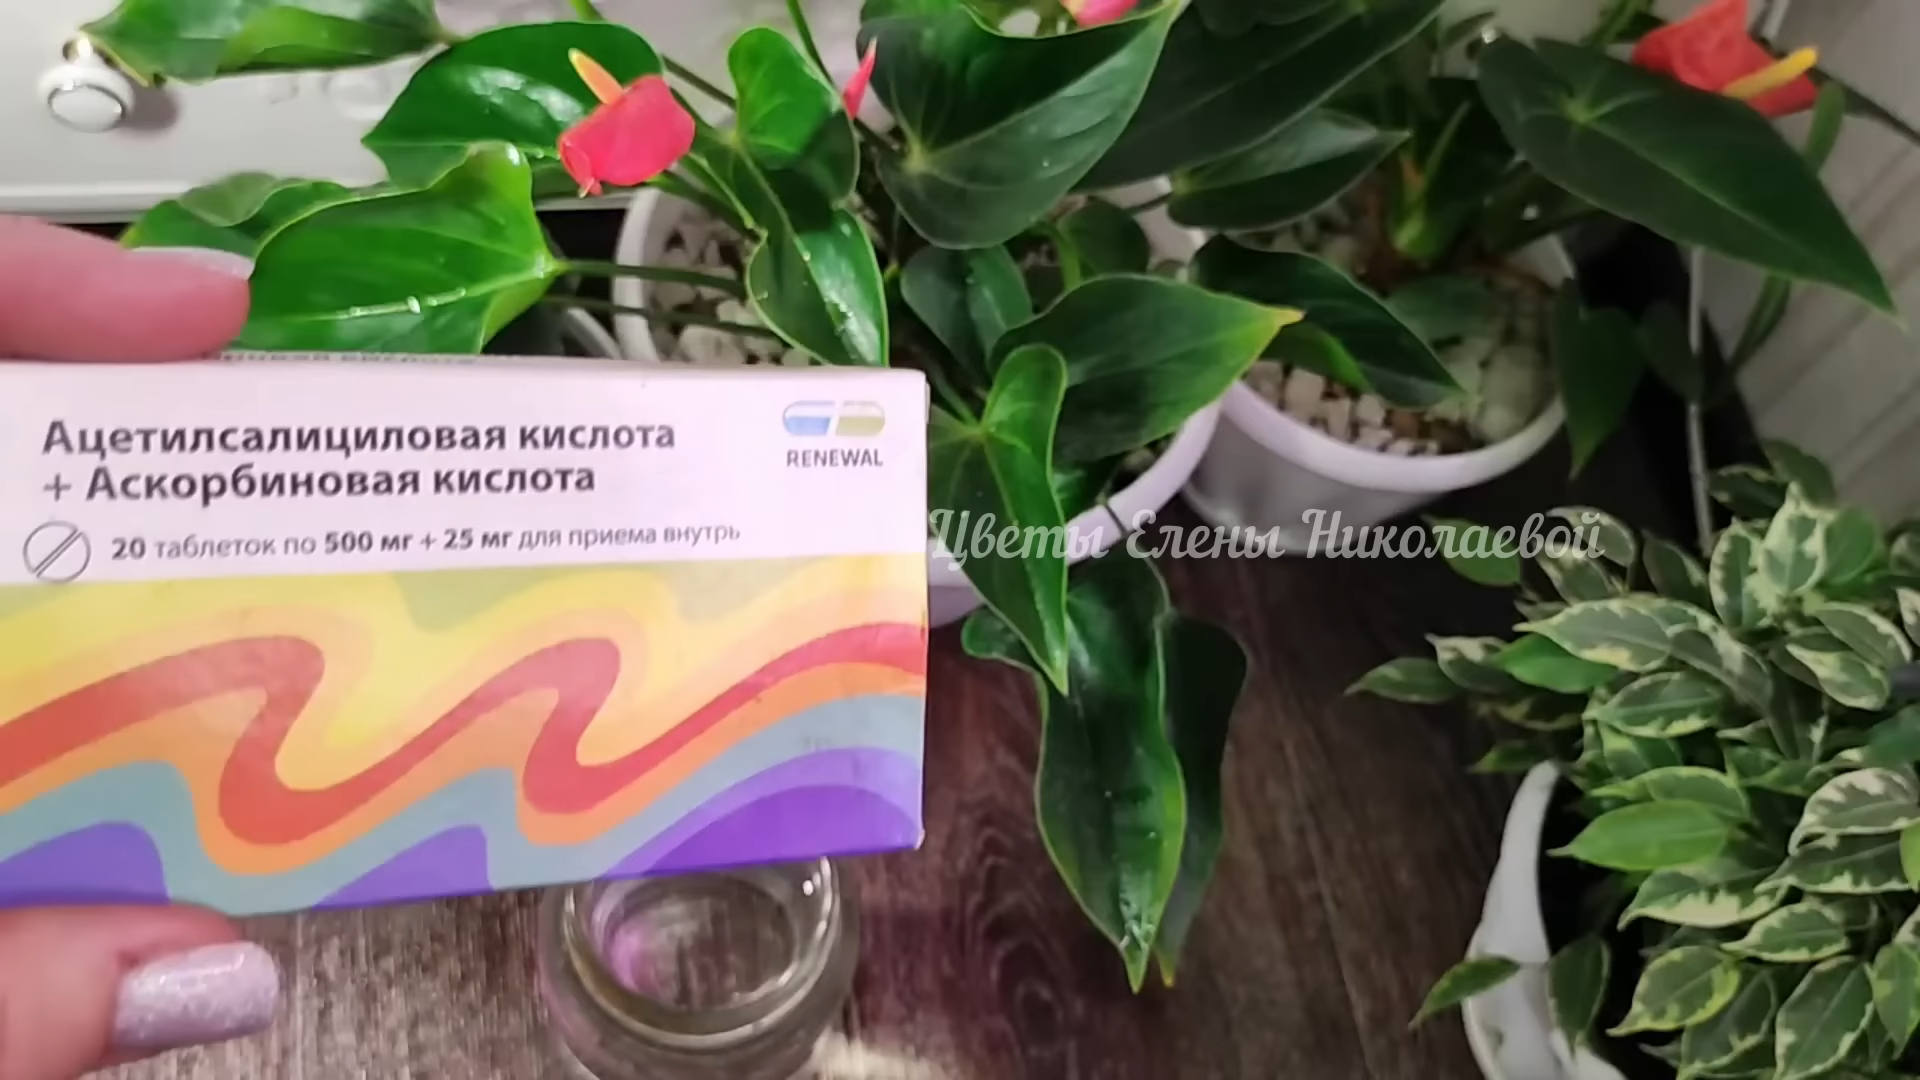 Ацетилсалициловая кислота
+ Аскорбиновая кислота
RENEWAL
20 таблеток по 500 мг + 25 мг для приема внутрь
Цветы Елены Николаевой